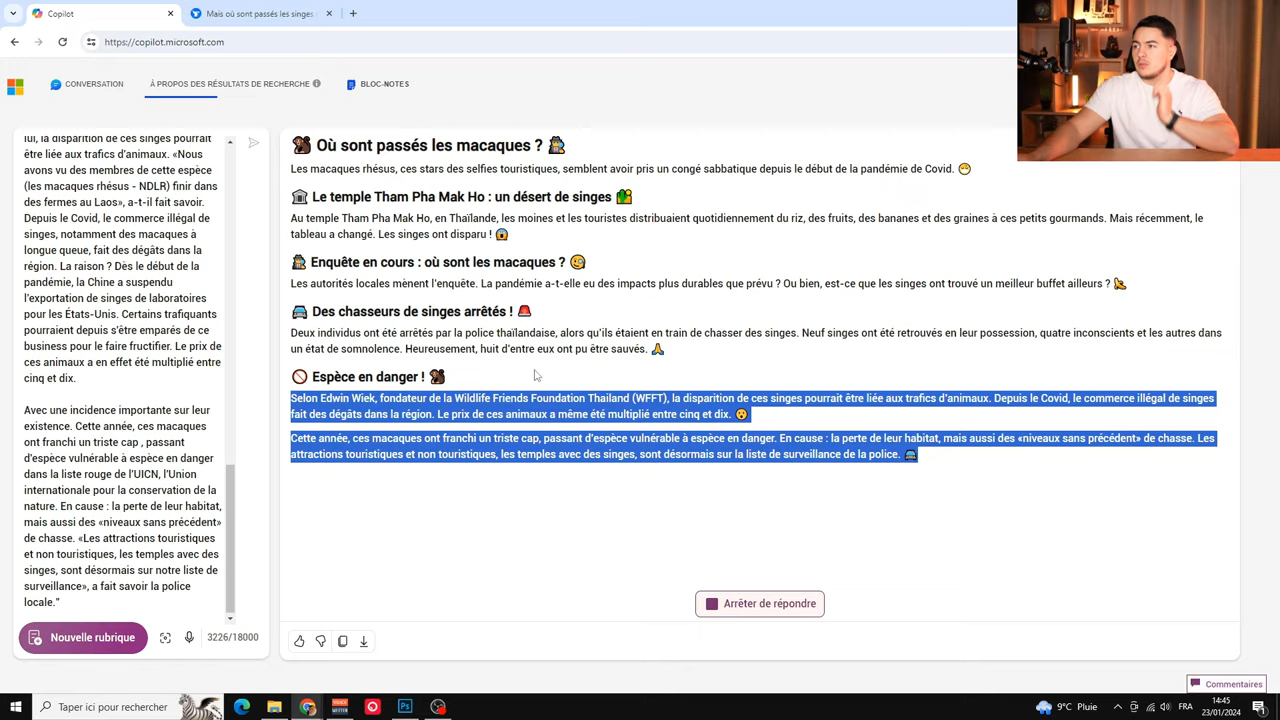 Copilot
Mais où sont passés les singes
https://copilot.microsoft.com
CONVERSATION
À PROPOS DES RÉSULTATS DE RECHERCHE
BLOC-NOTES
lui, la disparition de ces singes pourrait
être liée aux trafics d'animaux. «Nous
avons vu des membres de cette espèce
(les macaques rhésus - NDLR) finir dans
des fermes au Laos», a-t-il fait savoir.
Depuis le Covid, le commerce illégal de
singes, notamment des macaques à
longue queue, fait des dégâts dans la
région. La raison ? Dès le début de la
pandémie, la Chine a suspendu
l'exportation de singes de laboratoires
pour les États-Unis. Certains trafiquants
pourraient depuis s'être emparés de ce
business pour le faire fructifier. Le prix de
ces animaux a en effet été multiplié entre
cinq et dix.
Avec une incidence importante sur leur
existence. Cette année, ces macaques
ont franchi un triste cap , passant
d'espèce vulnérable à espèce en danger
dans la liste rouge de l'UICN, l'Union
internationale pour la conservation de la
nature. En cause : la perte de leur habitat,
mais aussi des «niveaux sans précédent»
de chasse. «Les attractions touristiques
et non touristiques, les temples avec des
singes, sont désormais sur notre liste de
surveillance», a fait savoir la police
locale."
Nouvelle rubrique
3226/18000
Où sont passés les macaques ?
Les macaques rhésus, ces stars des selfies touristiques, semblent avoir pris un congé sabbatique depuis le début de la pandémie de Covid. 😷
Le temple Tham Pha Mak Ho : un désert de singes
Au temple Tham Pha Mak Ho, en Thaïlande, les moines et les touristes distribuaient quotidiennement du riz, des fruits, des bananes et des graines à ces petits gourmands. Mais récemment, le
tableau a changé. Les singes ont disparu ! 😱
Enquête en cours : où sont les macaques ?
Les autorités locales mènent l'enquête. La pandémie a-t-elle eu des impacts plus durables que prévu ? Ou bien, est-ce que les singes ont trouvé un meilleur buffet ailleurs ?
Des chasseurs de singes arrêtés ! 🚨
Deux individus ont été arrêtés par la police thaïlandaise, alors qu'ils étaient en train de chasser des singes. Neuf singes ont été retrouvés en leur possession, quatre inconscients et les autres dans
un état de somnolence. Heureusement, huit d'entre eux ont pu être sauvés. 🙏
🚫 Espèce en danger !
Selon Edwin Wiek, fondateur de la Wildlife Friends Foundation Thailand (WFFT), la disparition de ces singes pourrait être liée aux trafics d'animaux. Depuis le Covid, le commerce illégal de singes
fait des dégâts dans la région. Le prix de ces animaux a même été multiplié entre cinq et dix. 😮
Cette année, ces macaques ont franchi un triste cap, passant d'espèce vulnérable à espèce en danger. En cause : la perte de leur habitat, mais aussi des «niveaux sans précédent» de chasse. Les
attractions touristiques et non touristiques, les temples avec des singes, sont désormais sur la liste de surveillance de la police. 🚔
Arrêter de répondre
Commentaires
Taper ici pour rechercher
Ps
9°C Pluie
FRA
14:45
23/01/2024
1